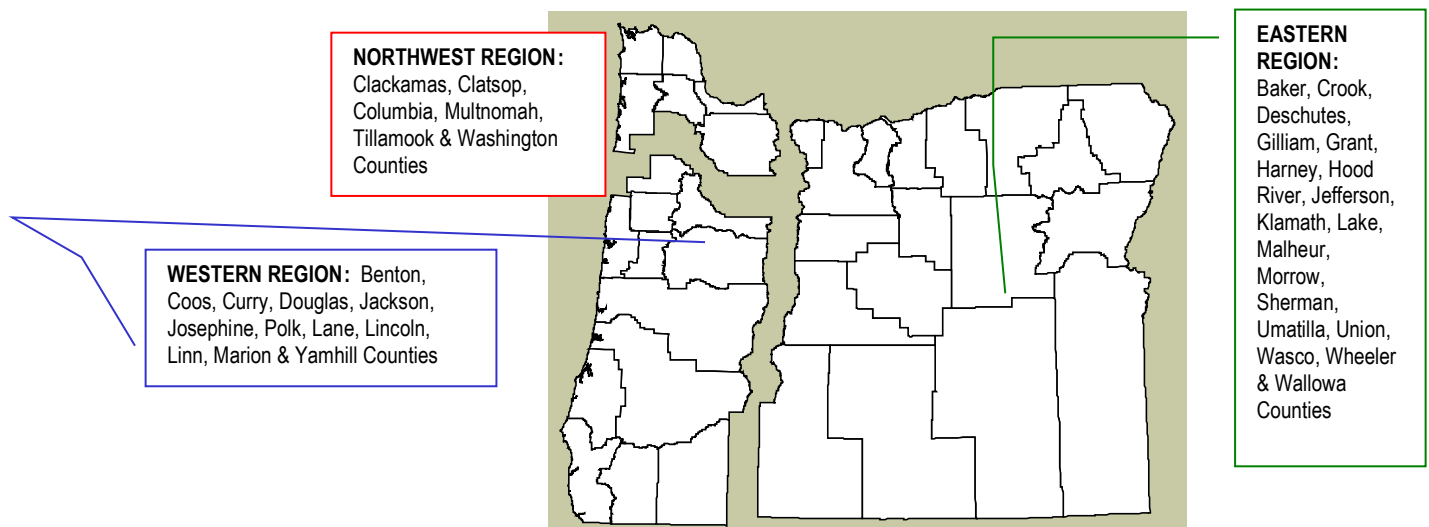 NORTHWEST REGION:
Clackamas, Clatsop,
Columbia, Multnomah,
Tillamook & Washington
Counties
WESTERN REGION: Benton,
Coos, Curry, Douglas, Jackson,
Josephine, Polk, Lane, Lincoln,
Linn, Marion & Yamhill Counties
EASTERN
REGION:
Baker, Crook,
Deschutes,
Gilliam, Grant,
Harney, Hood
River, Jefferson,
Klamath, Lake,
Malheur,
Morrow,
Sherman,
Umatilla, Union,
Wasco, Wheeler
& Wallowa
Counties